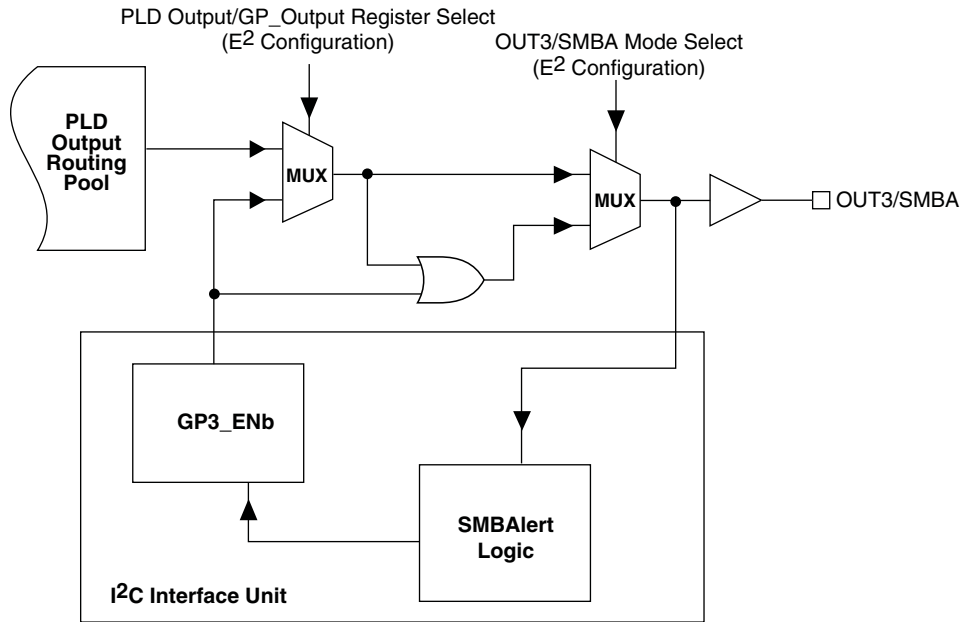 PLD Output/GP_Output Register Select
(E2 Configuration)
OUT3/SMBA Mode Select
(E2 Configuration)
PLD
Output
Routing
Pool
MUX
MUX
OUT3/SMBA
GP3_ENb
SMBAlert
Logic
I2C Interface Unit